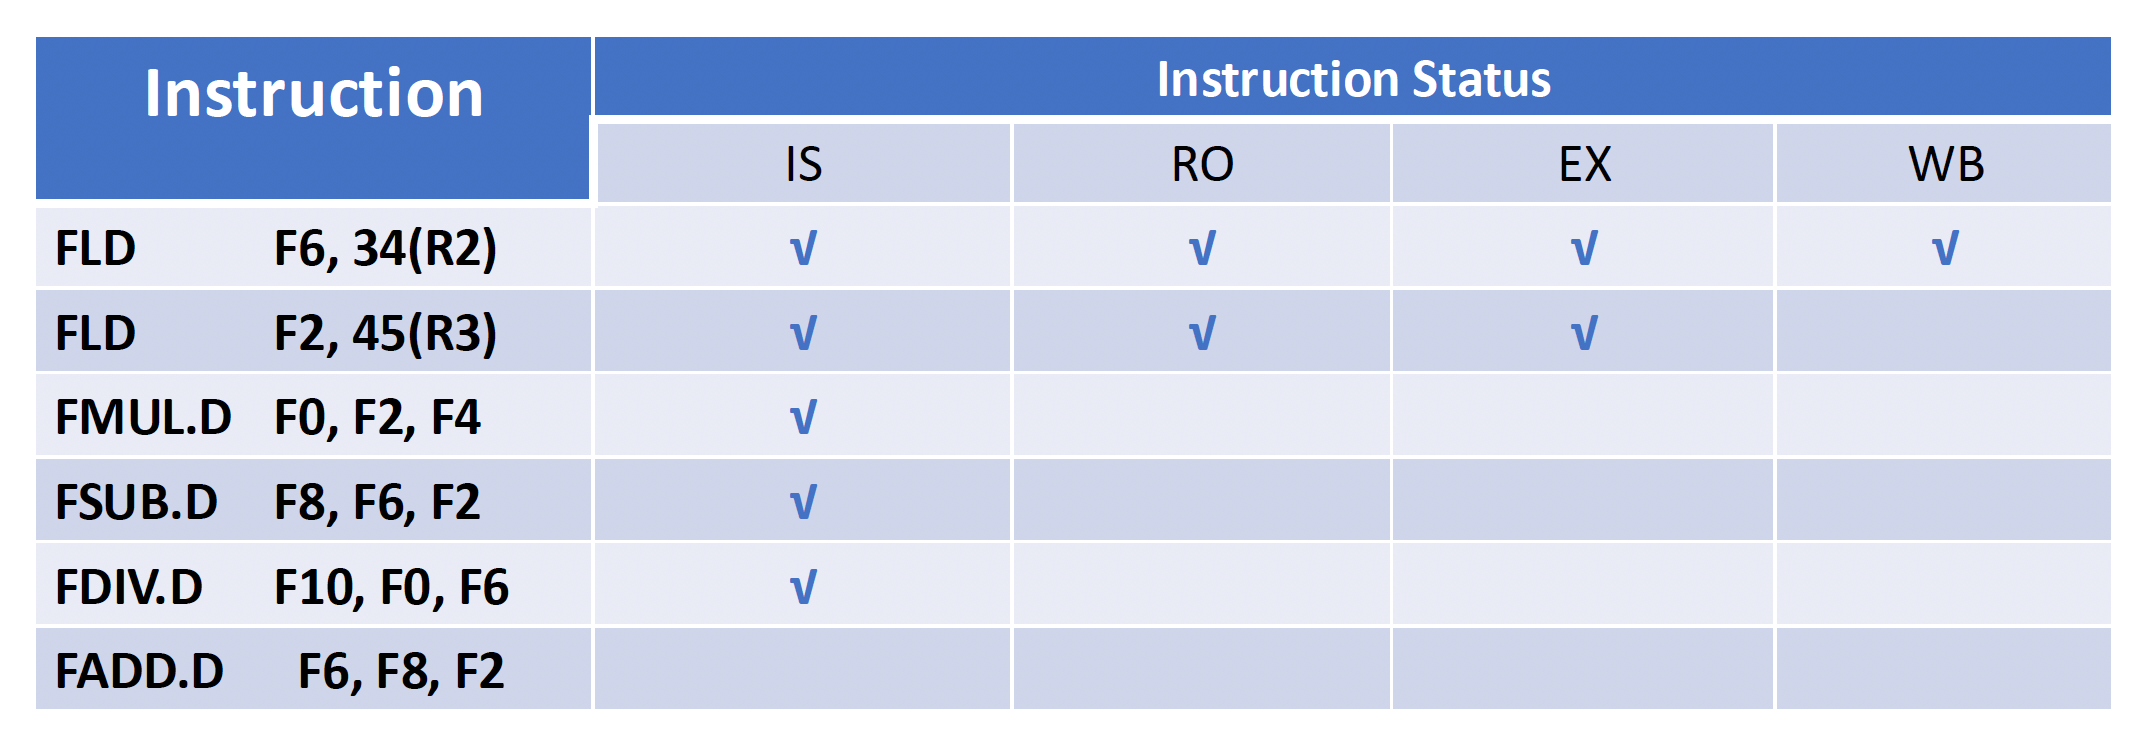 Instruction Instruction Status
IS RO EX WB
FLD F6, 34(R2) √ √ √ √
FLD F2, 45(R3) √ √ √
FMUL.D F0, F2, F4 √
FSUB.D F8, F6, F2 √
FDIV.D F10, F0, F6 √
FADD.D F6, F8, F2